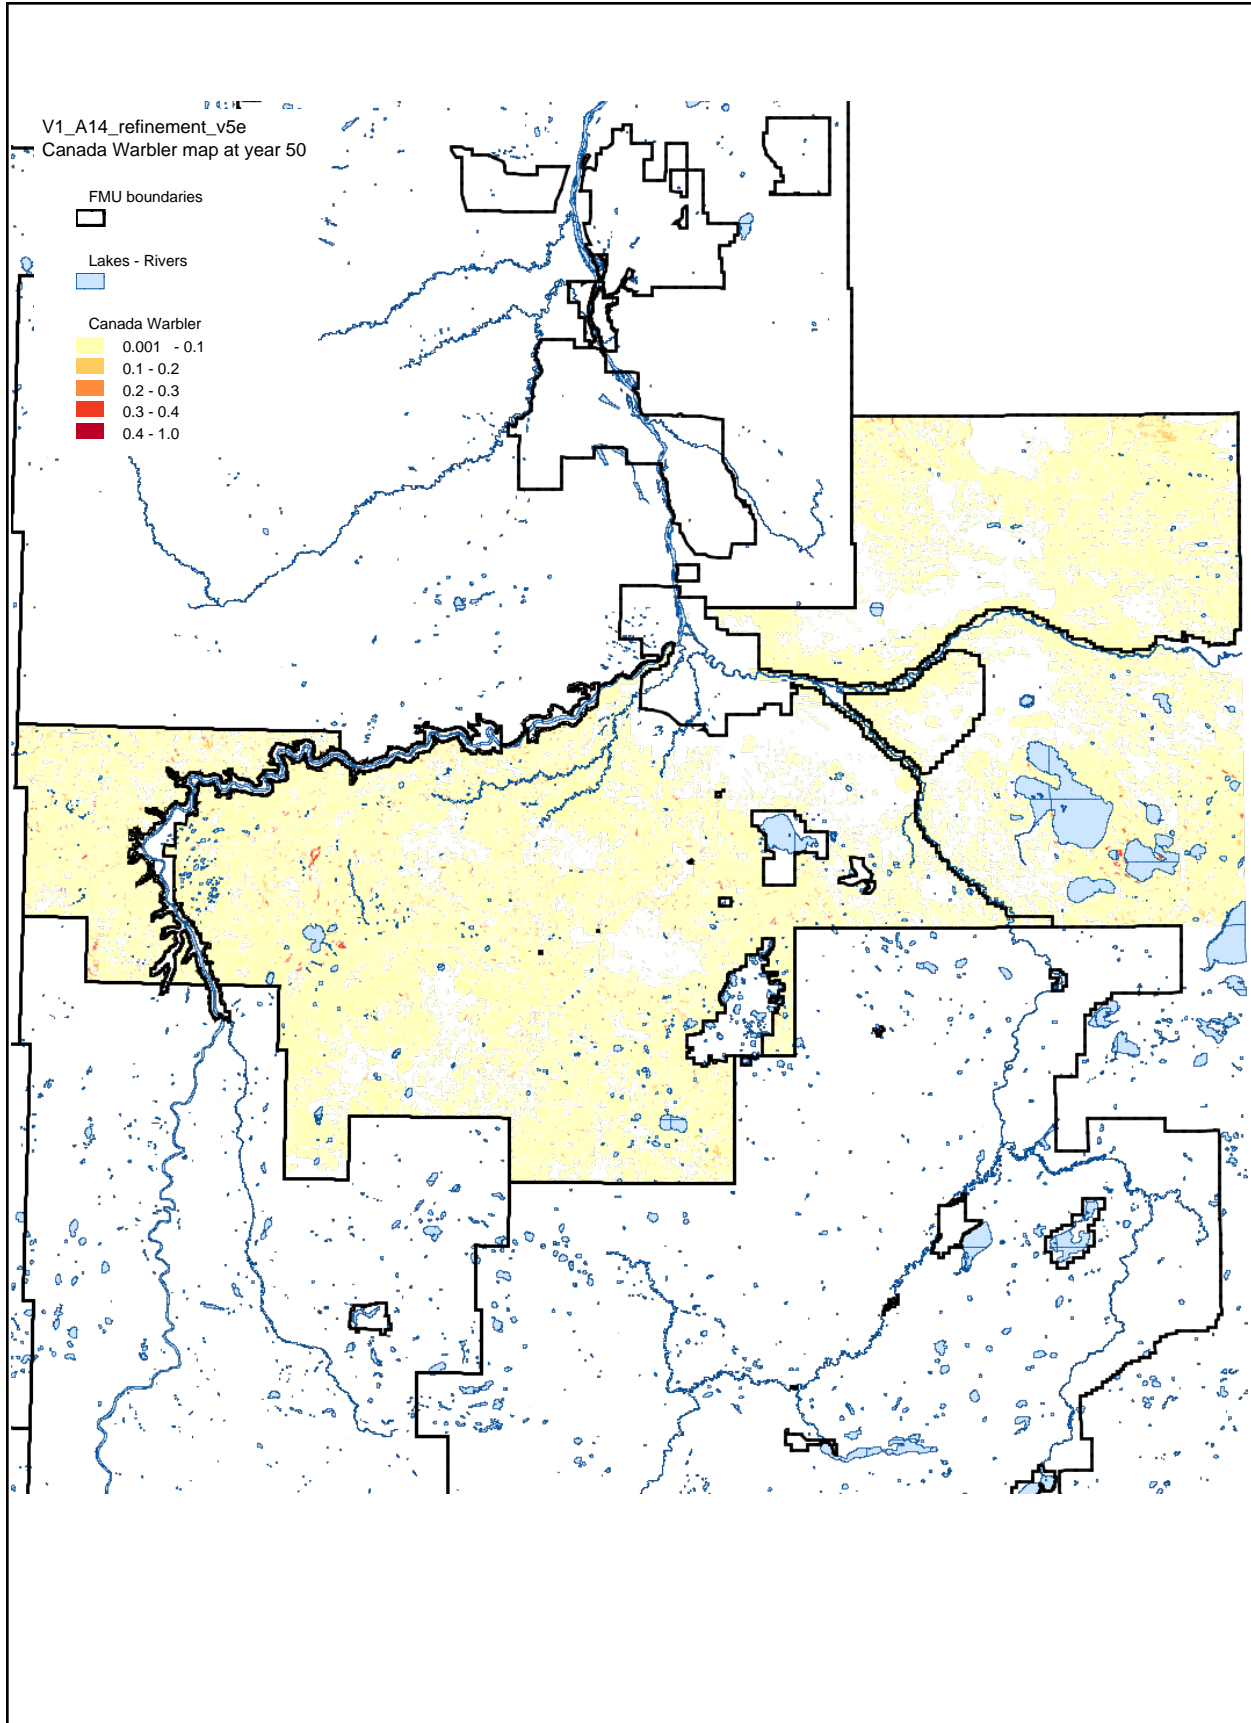 V1_A14_refinement_v5e
Canada Warbler map at year 50
FMU boundaries
Lakes - Rivers
Canada Warbler
0.001 - 0.1
0.1 - 0.2
0.2 - 0.3
0.3 - 0.4
0.4 - 1.0